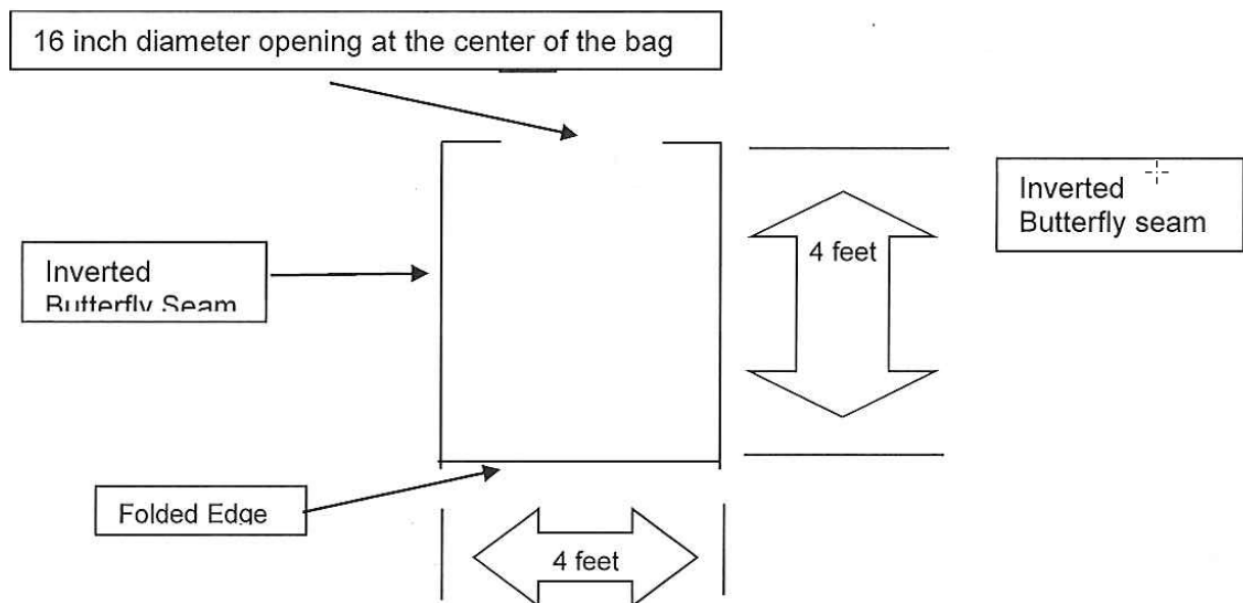 16 inch diameter opening at the center of the bag
Inverted
Butterfly seam
4 feet
Inverted
Butterfly Seam
Folded Edge
4 feet